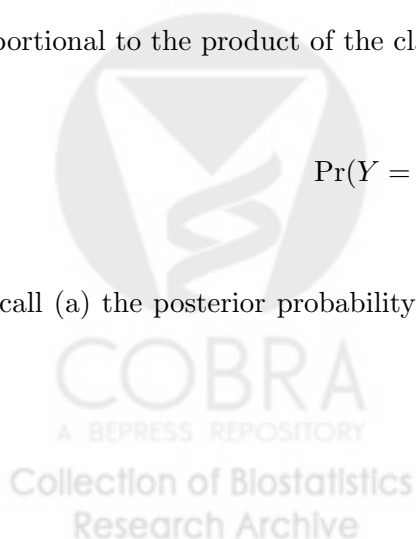 portional to the product of the cla
Pr(Y =
call (a) the posterior probability
COBRA
A BEPRESS REPOSITORY
Collection of Biostatistics
Research Archive